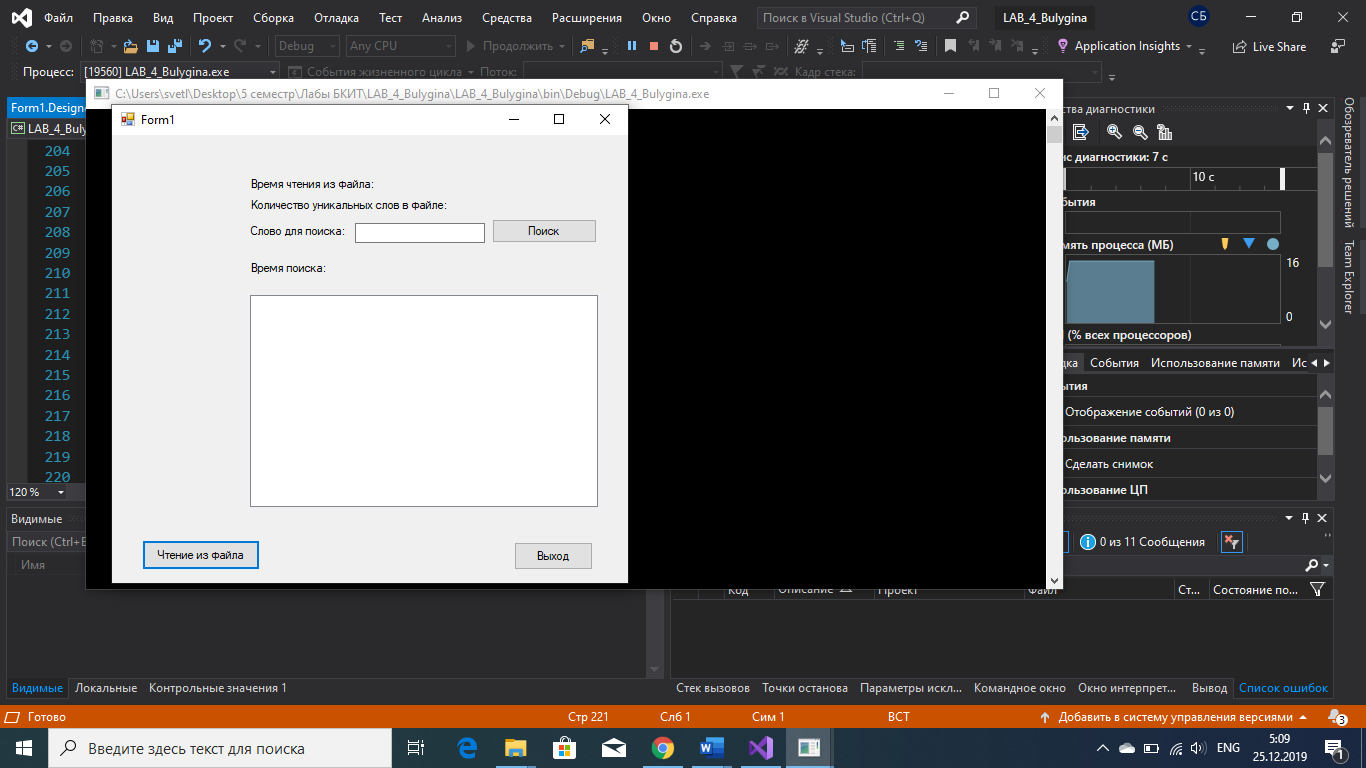 Файл Правка Вид Проект Сборка Отладка Тест Анализ Средства Расширения Окно Справка Поиск в Visual Studio (Ctrl+Q) LAB_4_Bulygina СБ
Debug Any CPU Продолжить Application Insights Live Share
Процесс: [19560] LAB_4_Bulygina.exe События жизненного цикла Поток: Кадр стека:
C:\Users\svetl\Desktop\5 семестр\Лабы БКИТ\LAB_4_Bulygina\LAB_4_Bulygina\bin\Debug\LAB_4_Bulygina.exe
Form1.Design
Form1
LAB_4_Buly
204
205
206
207
208
209
210
211
212
213
214
215
216
217
218
219
220
120 %
Время чтения из файла:
Количество уникальных слов в файле:
Слово для поиска: Поиск
Время поиска:
Чтение из файла Выход
ства диагностики
ис диагностики: 7 с
10 с
бытия
мять процесса (МБ)
16
0
(% всех процессоров)
дка События Использование памяти Ис
бытия
Отображение событий (0 из 0)
ользование памяти
Сделать снимок
ользование ЦП
Обозреватель решений
Team Explorer
Видимые
Поиск (Ctrl+E
Имя
0 из 11 Сообщения
Код Описание Проект Файл Ст... Состояние по...
Видимые Локальные Контрольные значения 1
Стек вызовов Точки останова Параметры искл... Командное окно Окно интерпрет... Вывод Список ошибок
Готово Стр 221 Слб 1 Сим 1 ВСТ Добавить в систему управления версиями 3
Введите здесь текст для поиска
ENG
5:09
25.12.2019
1